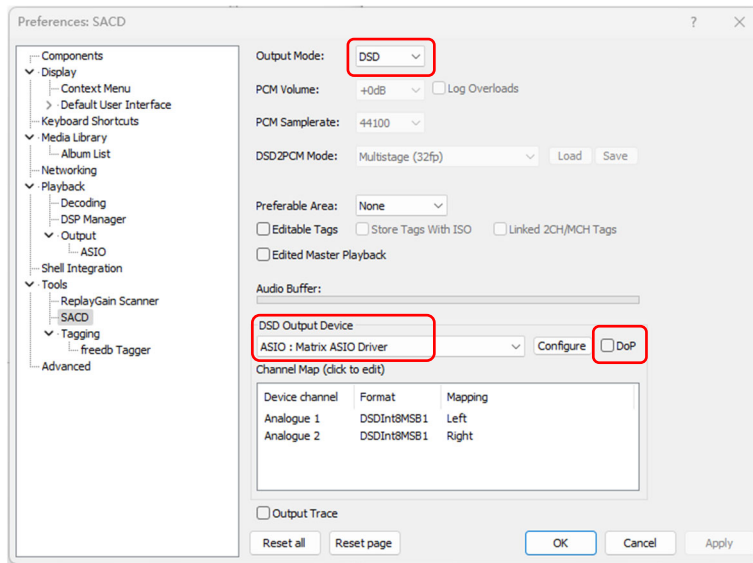 Preferences: SACD
? ×
Components
Display
Context Menu
Default User Interface
Keyboard Shortcuts
Media Library
Album List
Networking
Playback
Decoding
DSP Manager
Output
ASIO
Shell Integration
Tools
ReplayGain Scanner
SACD
Tagging
freedb Tagger
Advanced
Output Mode: DSD
PCM Volume: +0dB Log Overloads
PCM Samplerate: 44100
DSD2PCM Mode: Multistage (32fp) Load Save
Preferable Area: None
Editable Tags Store Tags With ISO Linked 2CH/MCH Tags
Edited Master Playback
Audio Buffer:
DSD Output Device
ASIO : Matrix ASIO Driver Configure DoP
Channel Map (click to edit)
Device channel Format Mapping
Analogue 1 DSDInt8MSB1 Left
Analogue 2 DSDInt8MSB1 Right
Output Trace
Reset all Reset page OK Cancel Apply